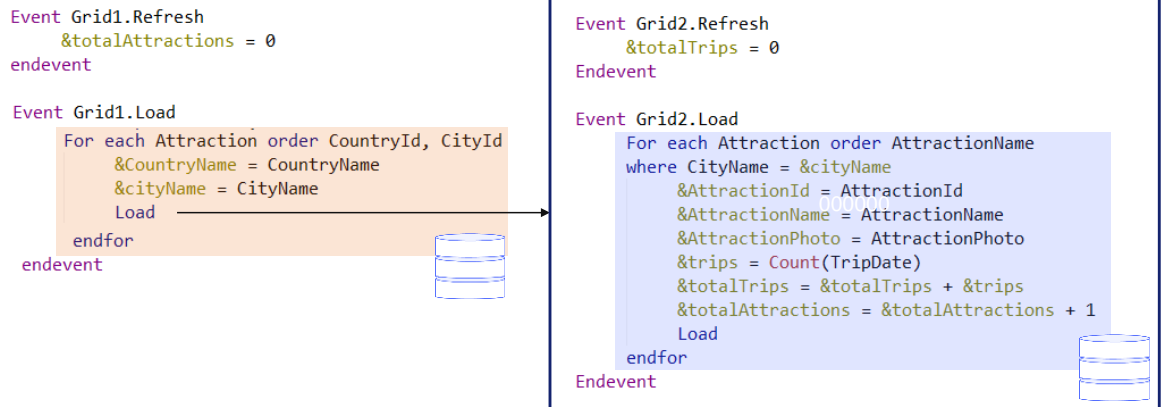 Event Grid1.Refresh
&totalAttractions = 0
endevent
Event Grid1.Load
For each Attraction order CountryId, CityId
&CountryName = CountryName
&cityName = CityName
Load
endfor
endevent
Event Grid2.Refresh
&totalTrips = 0
Endevent
Event Grid2.Load
For each Attraction order AttractionName
where CityName = &cityName
&AttractionId = AttractionId
000000
&AttractionName = AttractionName
&AttractionPhoto = AttractionPhoto
&trips = Count(TripDate)
&totalTrips = &totalTrips + &trips
&totalAttractions = &totalAttractions + 1
Load
endfor
Endevent